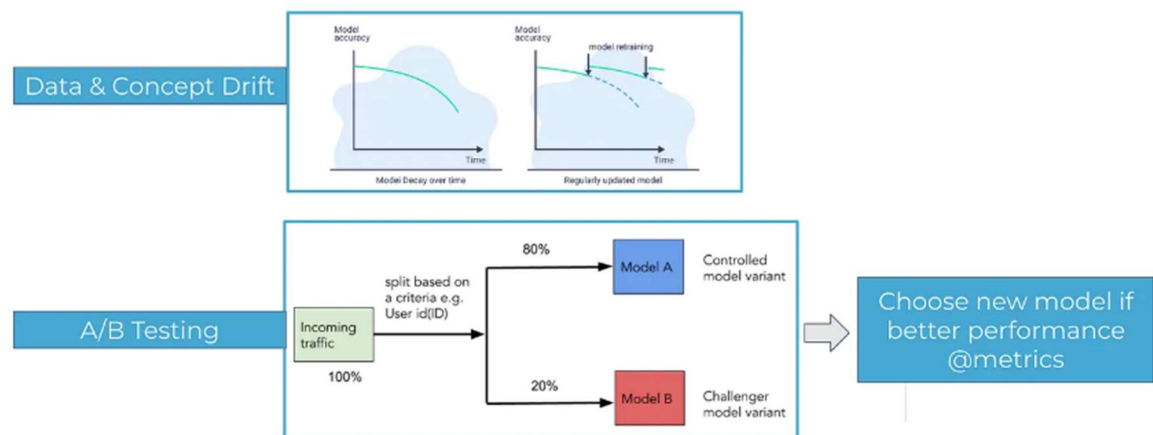 Data & Concept Drift
Model
accuracy
Time
Model Decay over time
Model
accuracy
model retraining
Time
Regularly updated model
A/B Testing
Incoming
traffic
100%
split based on
a criteria e.g.
User id(ID)
80%
Model A
Controlled
model variant
20%
Model B
Challenger
model variant
Choose new model if
better performance
@metrics